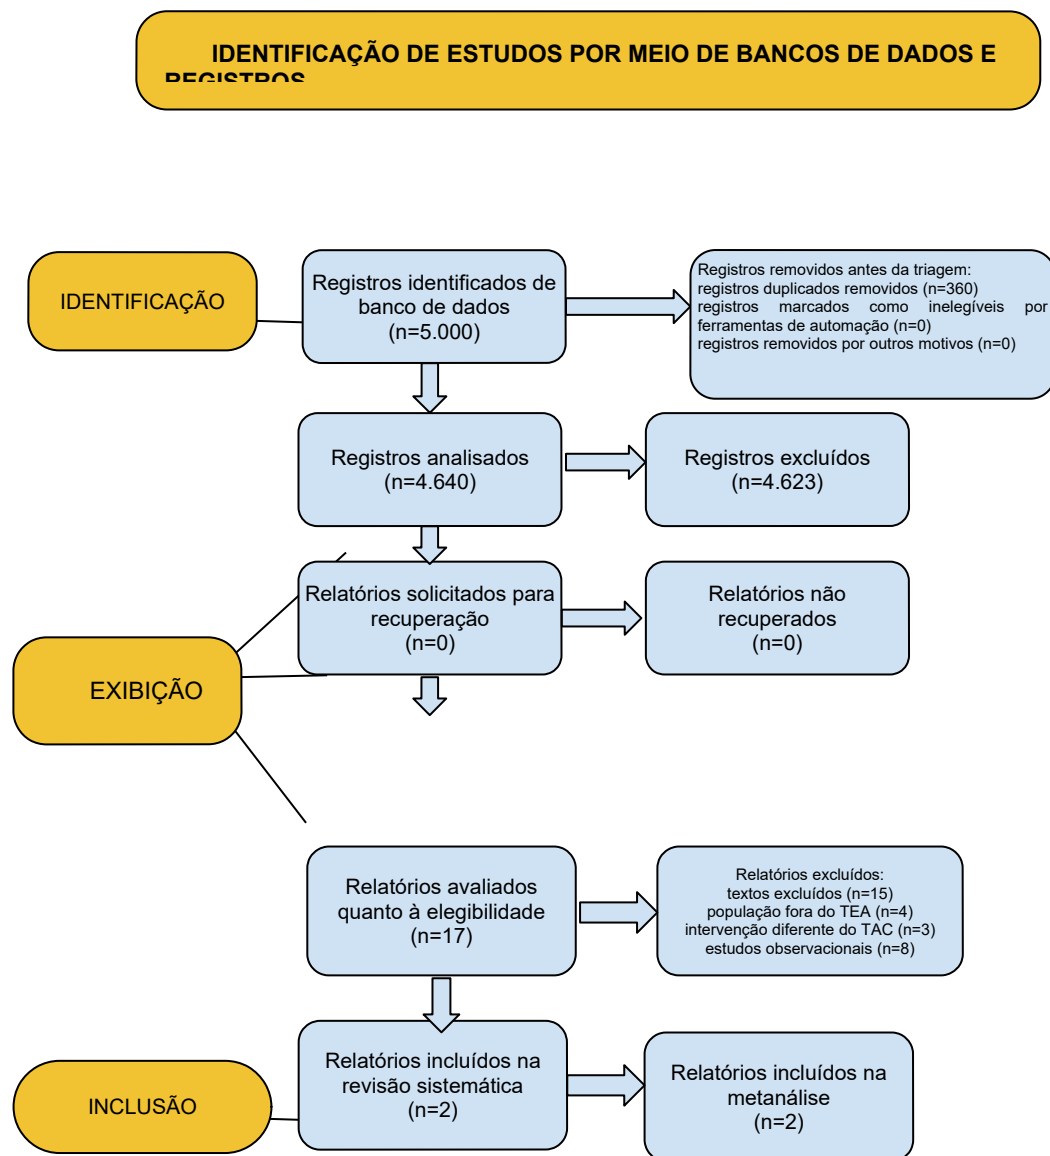 IDENTIFICAÇÃO DE ESTUDOS POR MEIO DE BANCOS DE DADOS E
REGISTROS
IDENTIFICAÇÃO
Registros identificados de
banco de dados
(n=5.000)
Registros removidos antes da triagem:
registros duplicados removidos (n=360)
registros marcados como inelegíveis por
ferramentas de automação (n=0)
registros removidos por outros motivos (n=0)
Registros analisados
(n=4.640)
Registros excluídos
(n=4.623)
EXIBIÇÃO
Relatórios solicitados para
recuperação
(n=0)
Relatórios não
recuperados
(n=0)
Relatórios avaliados
quanto à elegibilidade
(n=17)
Relatórios excluídos:
textos excluídos (n=15)
população fora do TEA (n=4)
intervenção diferente do TAC (n=3)
estudos observacionais (n=8)
INCLUSÃO
Relatórios incluídos na
revisão sistemática
(n=2)
Relatórios incluídos na
metanálise
(n=2)